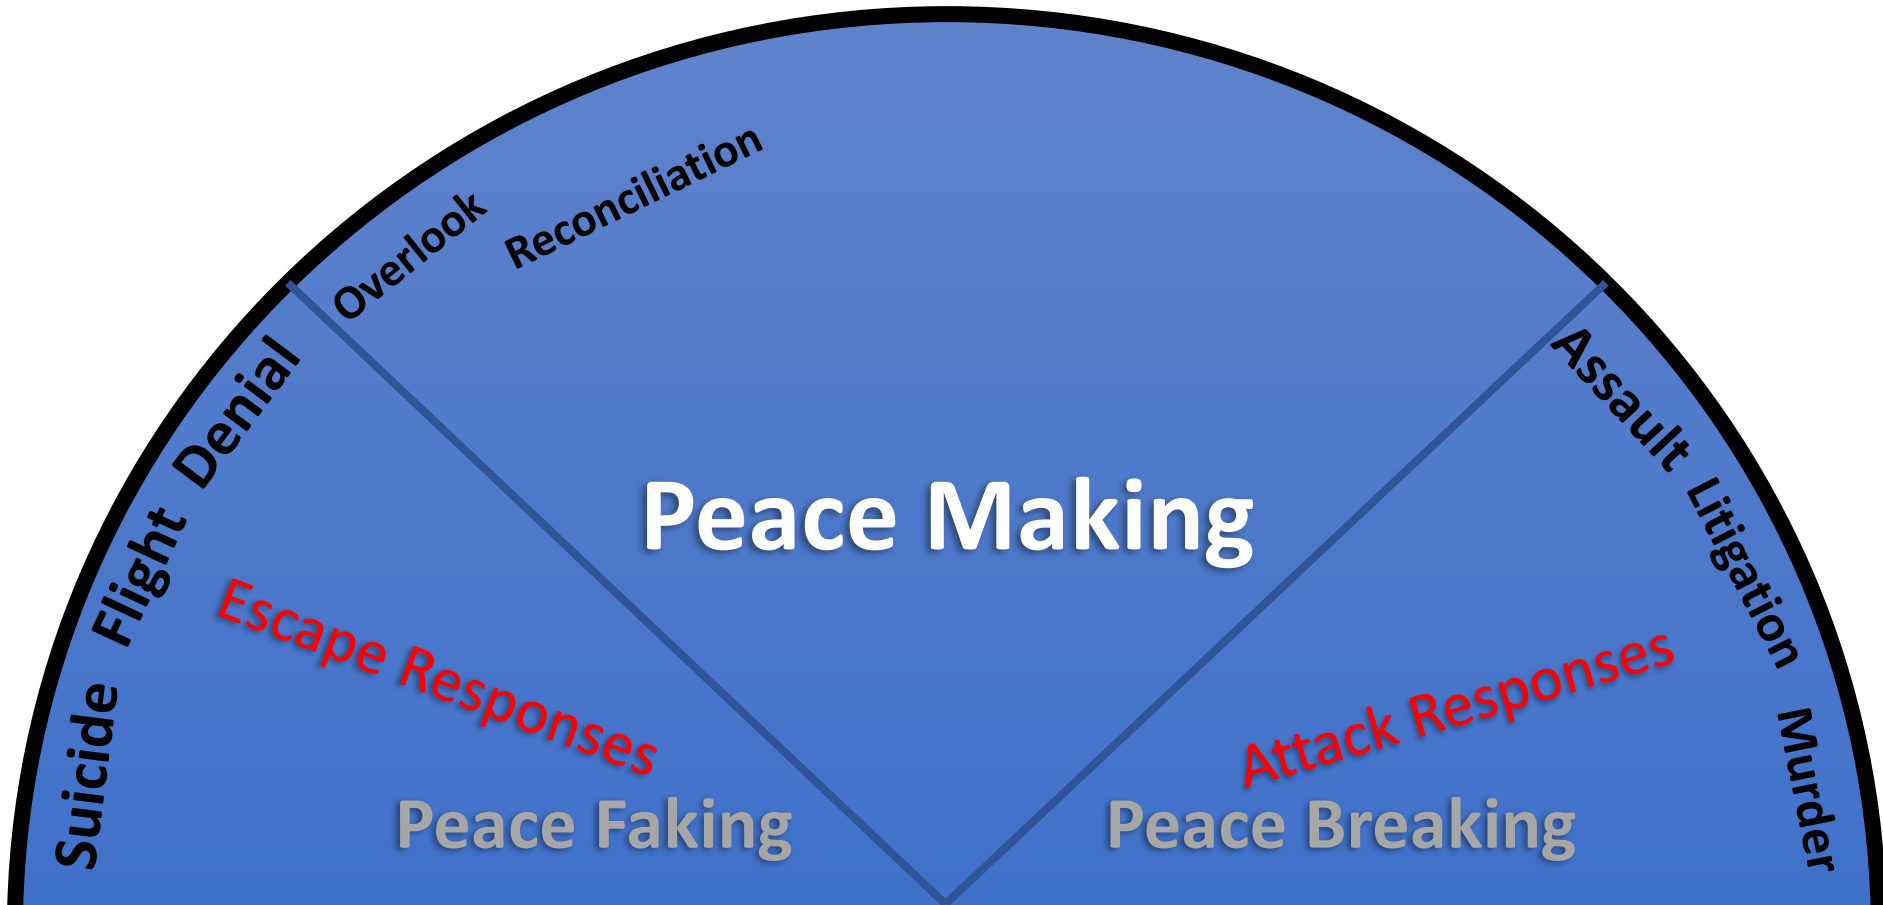 Suicide
Flight
Denial
Overlook
Reconciliation
Assault
Litigation
Murder
Peace Making
Escape Responses
Attack Responses
Peace Faking
Peace Breaking